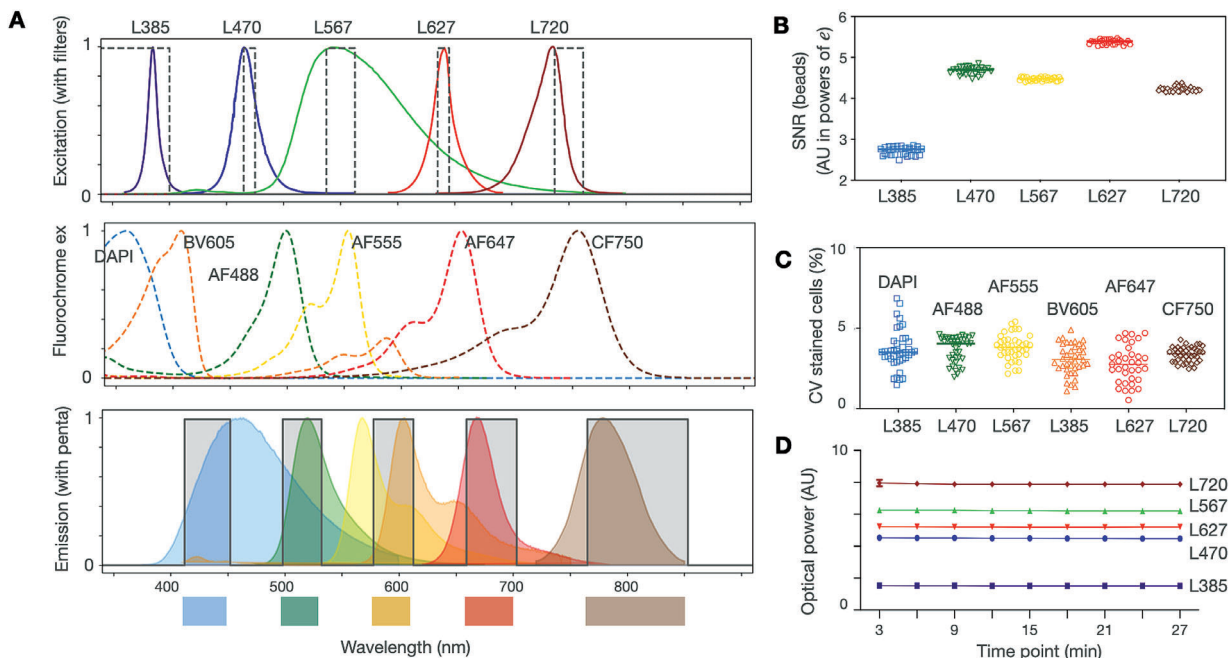 A
L385 L470 L567 L627 L720
Excitation (with filters)
1
0
Fluorochrome ex
1
0
DAPI
BV605
AF488
AF555
AF647
CF750
Emission (with penta)
1
0
400 500 600 700 800
Wavelength (nm)
B
SNR (beads)
(AU in powers of e)
6
5
4
3
2
L385 L470 L567 L627 L720
C
CV stained cells (%)
10
5
0
DAPI
AF488
AF555
BV605
AF647
CF750
L385 L470 L567 L385 L627 L720
D
Optical power (AU)
10
0
L720
L567
L627
L470
L385
3 9 15 21 27
Time point (min)